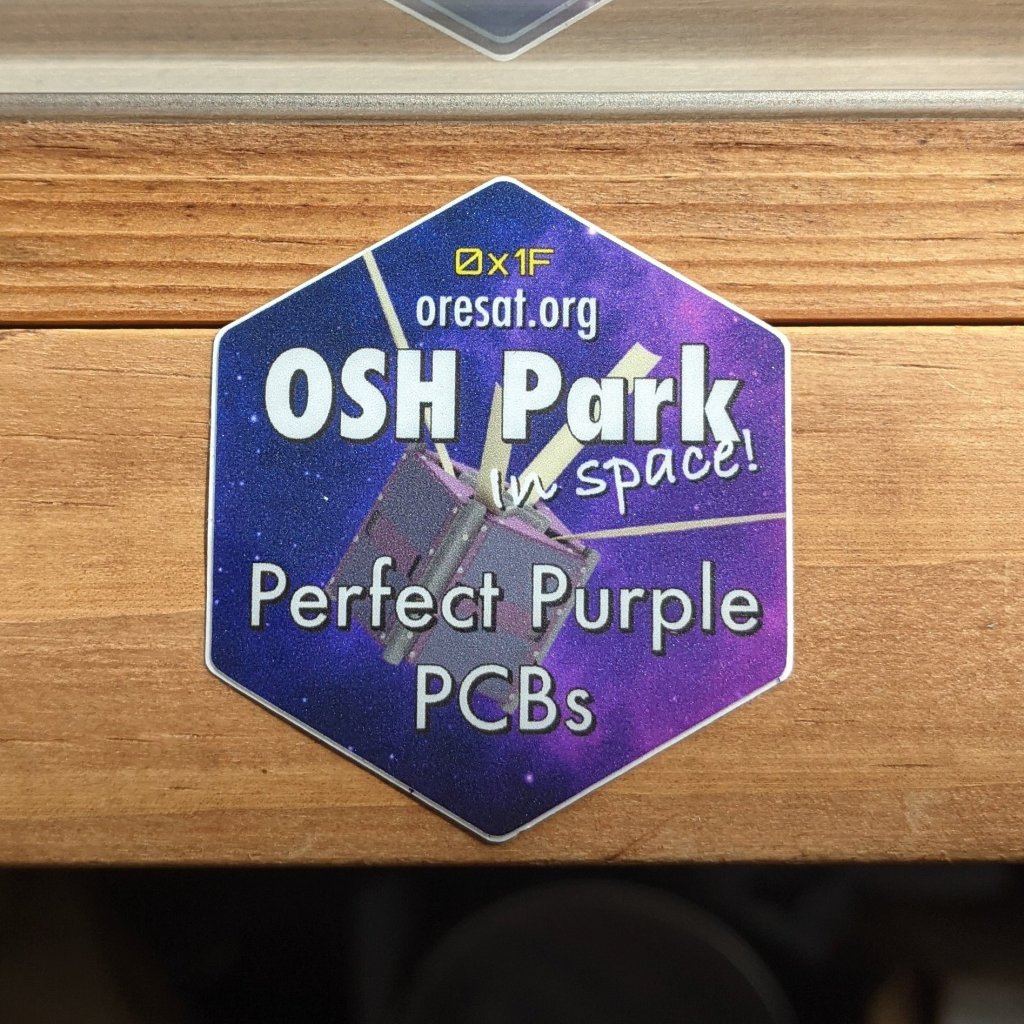 0x1F
oresat.org
OSH Park
in space!
Perfect Purple
PCBs